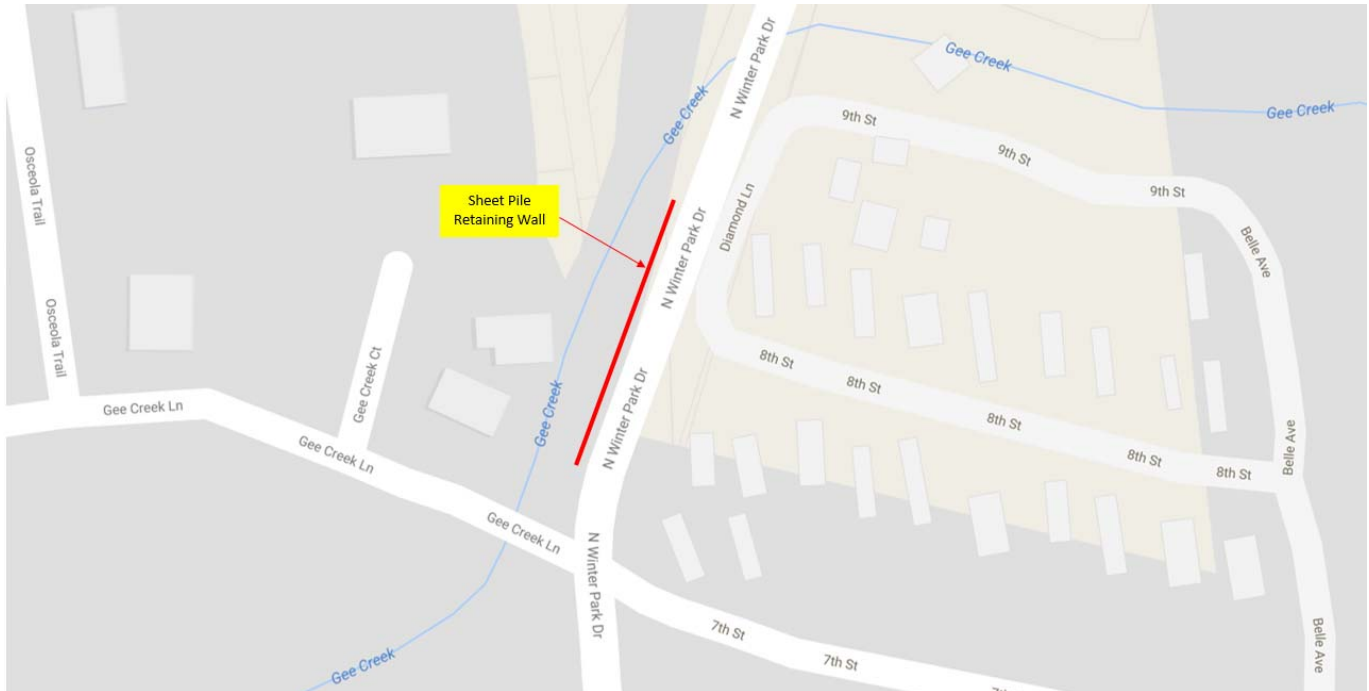 N Winter Park Dr
Gee Creek
Gee Creek
Gee Creek
9th St
9th St
9th St
Osceola Trail
Sheet Pile
Retaining Wall
Diamond Ln
N Winter Park Dr
Belle Ave
Osceola Trail
Gee Creek Ct
8th St
8th St
8th St
8th St
8th St
Gee Creek Ln
Gee Creek
N Winter Park Dr
Belle Ave
Gee Creek Ln
Gee Creek Ln
N Winter Park Dr
7th St
7th St
Belle Ave
Gee Creek